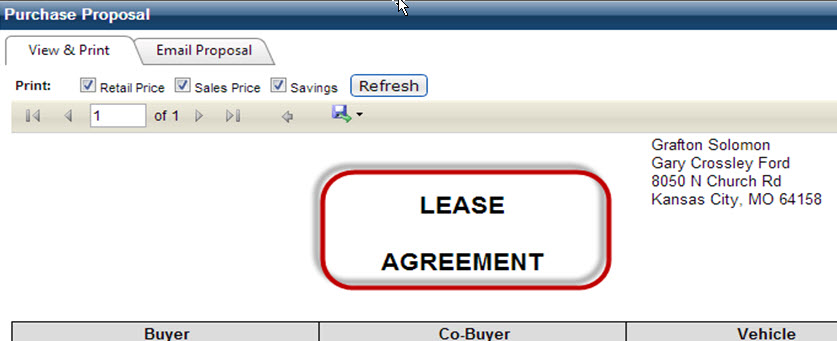 Purchase Proposal
View & Print
Email Proposal
Print: Retail Price Sales Price Savings Refresh
1 of 1
Grafton Solomon
Gary Crossley Ford
8050 N Church Rd
Kansas City, MO 64158
LEASE
AGREEMENT
Buyer Co-Buyer Vehicle